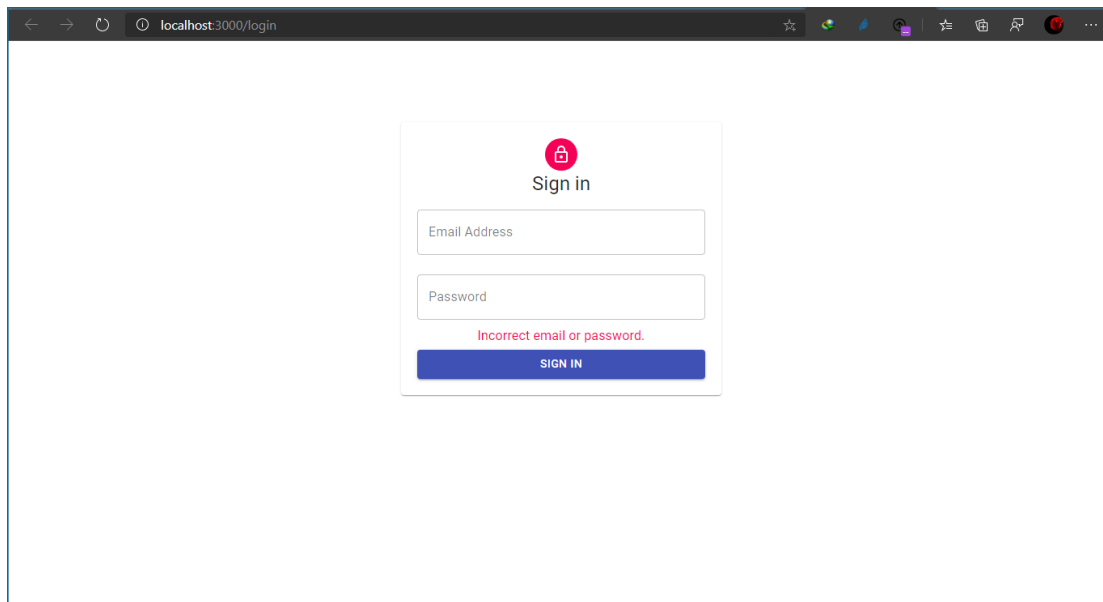 localhost:3000/login
Sign in
Email Address
Password
Incorrect email or password.
SIGN IN